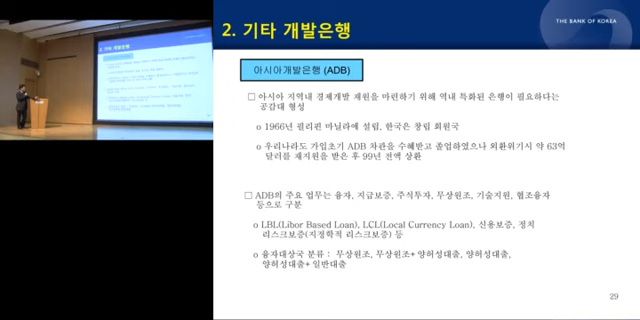 2. 기타 개발은행
THE BANK OF KOREA
아시아개발은행 (ADB)
□ 아시아 지역내 경제개발 재원을 마련하기 위해 역내 특화된 은행이 필요하다는
공감대 형성
o 1966년 필리핀 마닐라에 설립, 한국은 창립 회원국
o 우리나라도 가입초기 ADB 차관을 수혜받고 졸업하였으나 외환위기시 약 63억
달러를 재지원을 받은 후 99년 전액 상환
□ ADB의 주요 업무는 융자, 지급보증, 주식투자, 무상원조, 기술지원, 협조융자
등으로 구분
o LBL(Libor Based Loan), LCL(Local Currency Loan), 신용보증, 정치
리스크보증(지정학적 리스크보증) 등
o 융자대상국 분류 : 무상원조, 무상원조+ 양허성대출, 양허성대출,
양허성대출+ 일반대출
29